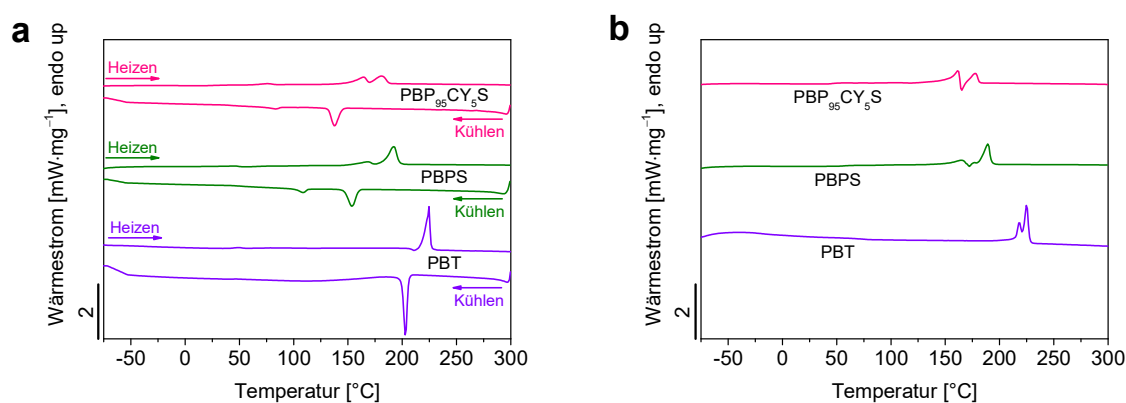 a
Wärmestrom [mW·mg⁻¹], endo up
2
Heizen
PBP₉₅CY₅S
Kühlen
Heizen
PBPS
Kühlen
Heizen
PBT
Kühlen
-50 0 50 100 150 200 250 300
Temperatur [°C]
b
Wärmestrom [mW·mg⁻¹], endo up
2
PBP₉₅CY₅S
PBPS
PBT
-50 0 50 100 150 200 250 300
Temperatur [°C]